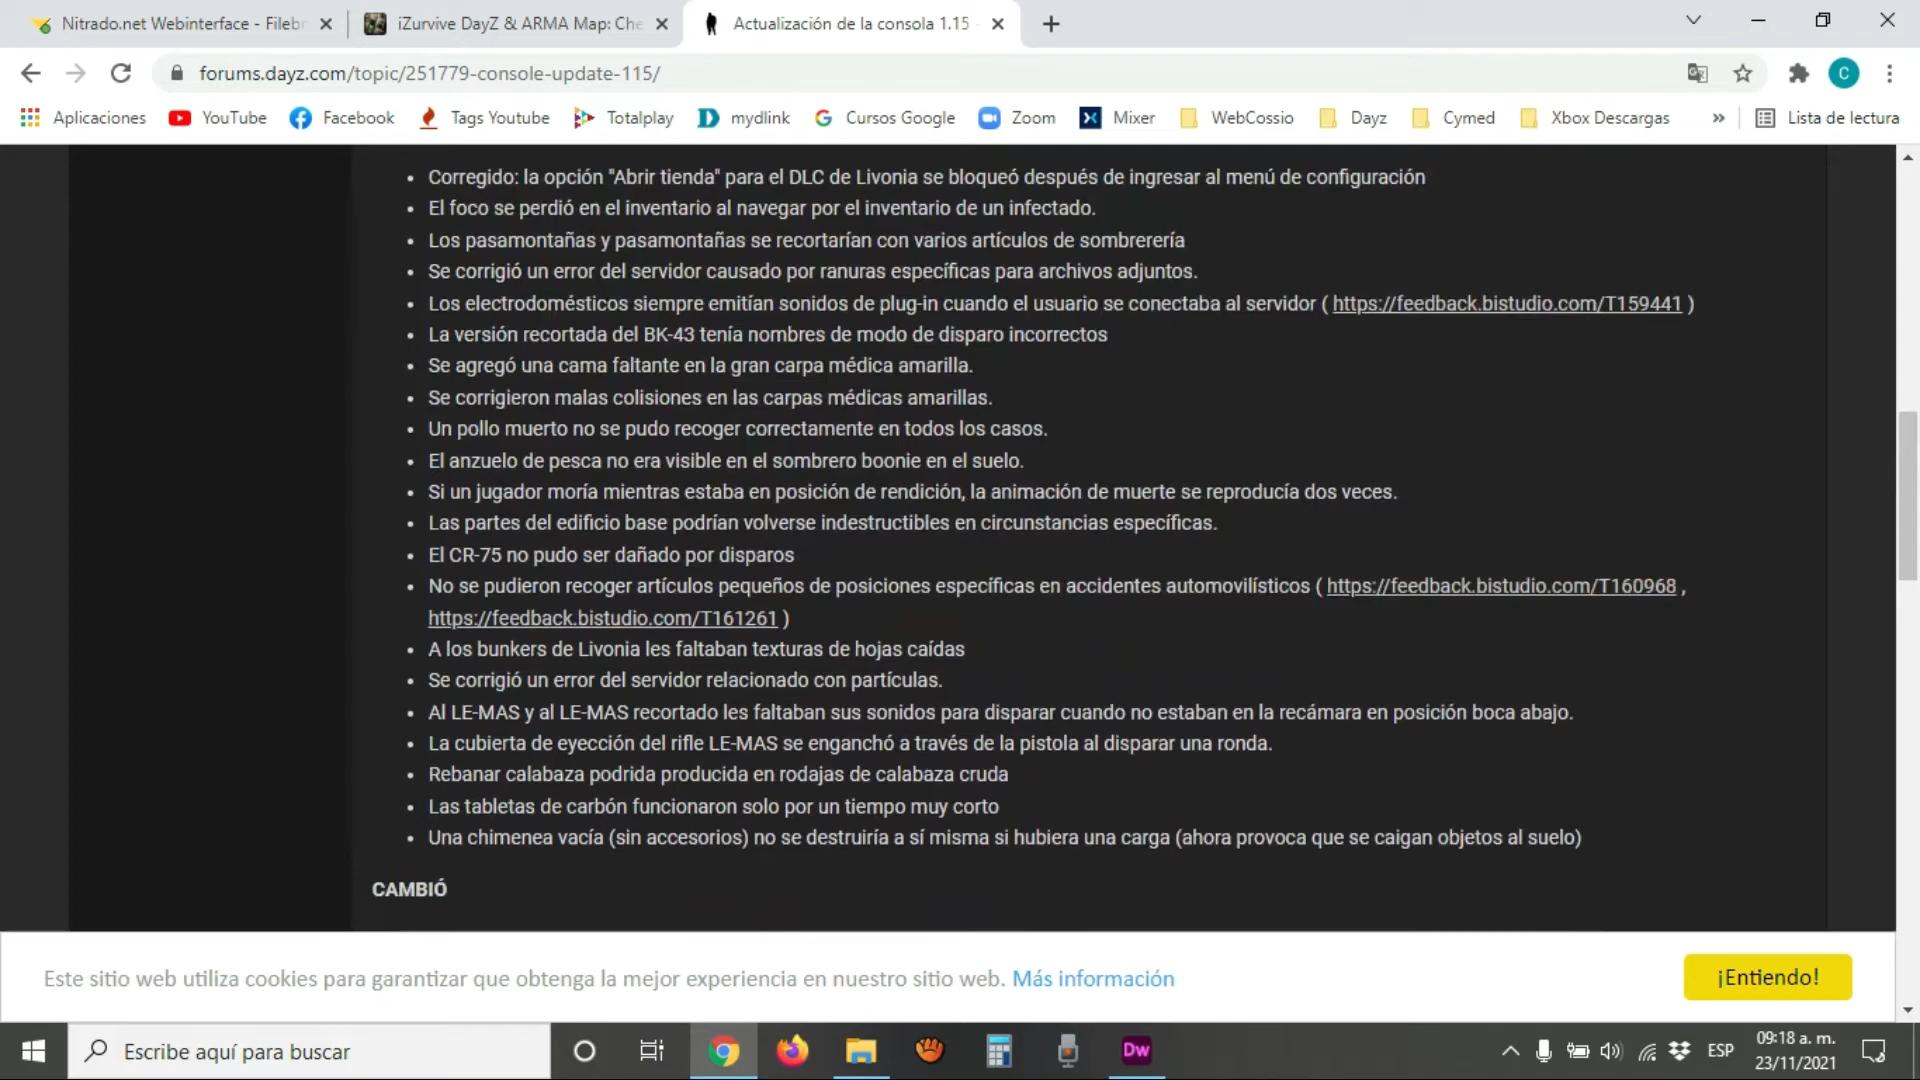 Nitrado.net Webinterface - Filebr
iZurvive DayZ & ARMA Map: Che
Actualización de la consola 1.15
forums.dayz.com/topic/251779-console-update-115/
C
Aplicaciones YouTube Facebook Tags Youtube Totalplay mydlink Cursos Google Zoom Mixer WebCossio Dayz Cymed Xbox Descargas » Lista de lectura
• Corregido: la opción "Abrir tienda" para el DLC de Livonia se bloqueó después de ingresar al menú de configuración
• El foco se perdió en el inventario al navegar por el inventario de un infectado.
• Los pasamontañas y pasamontañas se recortarían con varios artículos de sombrerería
• Se corrigió un error del servidor causado por ranuras específicas para archivos adjuntos.
• Los electrodomésticos siempre emitían sonidos de plug-in cuando el usuario se conectaba al servidor ( https://feedback.bistudio.com/T159441 )
• La versión recortada del BK-43 tenía nombres de modo de disparo incorrectos
• Se agregó una cama faltante en la gran carpa médica amarilla.
• Se corrigieron malas colisiones en las carpas médicas amarillas.
• Un pollo muerto no se pudo recoger correctamente en todos los casos.
• El anzuelo de pesca no era visible en el sombrero boonie en el suelo.
• Si un jugador moría mientras estaba en posición de rendición, la animación de muerte se reproducía dos veces.
• Las partes del edificio base podrían volverse indestructibles en circunstancias específicas.
• El CR-75 no pudo ser dañado por disparos
• No se pudieron recoger artículos pequeños de posiciones específicas en accidentes automovilísticos ( https://feedback.bistudio.com/T160968 ,
https://feedback.bistudio.com/T161261 )
• A los bunkers de Livonia les faltaban texturas de hojas caídas
• Se corrigió un error del servidor relacionado con partículas.
• Al LE-MAS y al LE-MAS recortado les faltaban sus sonidos para disparar cuando no estaban en la recámara en posición boca abajo.
• La cubierta de eyección del rifle LE-MAS se enganchó a través de la pistola al disparar una ronda.
• Rebanar calabaza podrida producida en rodajas de calabaza cruda
• Las tabletas de carbón funcionaron solo por un tiempo muy corto
• Una chimenea vacía (sin accesorios) no se destruiría a sí misma si hubiera una carga (ahora provoca que se caigan objetos al suelo)
CAMBIÓ
Este sitio web utiliza cookies para garantizar que obtenga la mejor experiencia en nuestro sitio web. Más información
¡Entiendo!
Escribe aquí para buscar
Dw
ESP
09:18 a. m.
23/11/2021